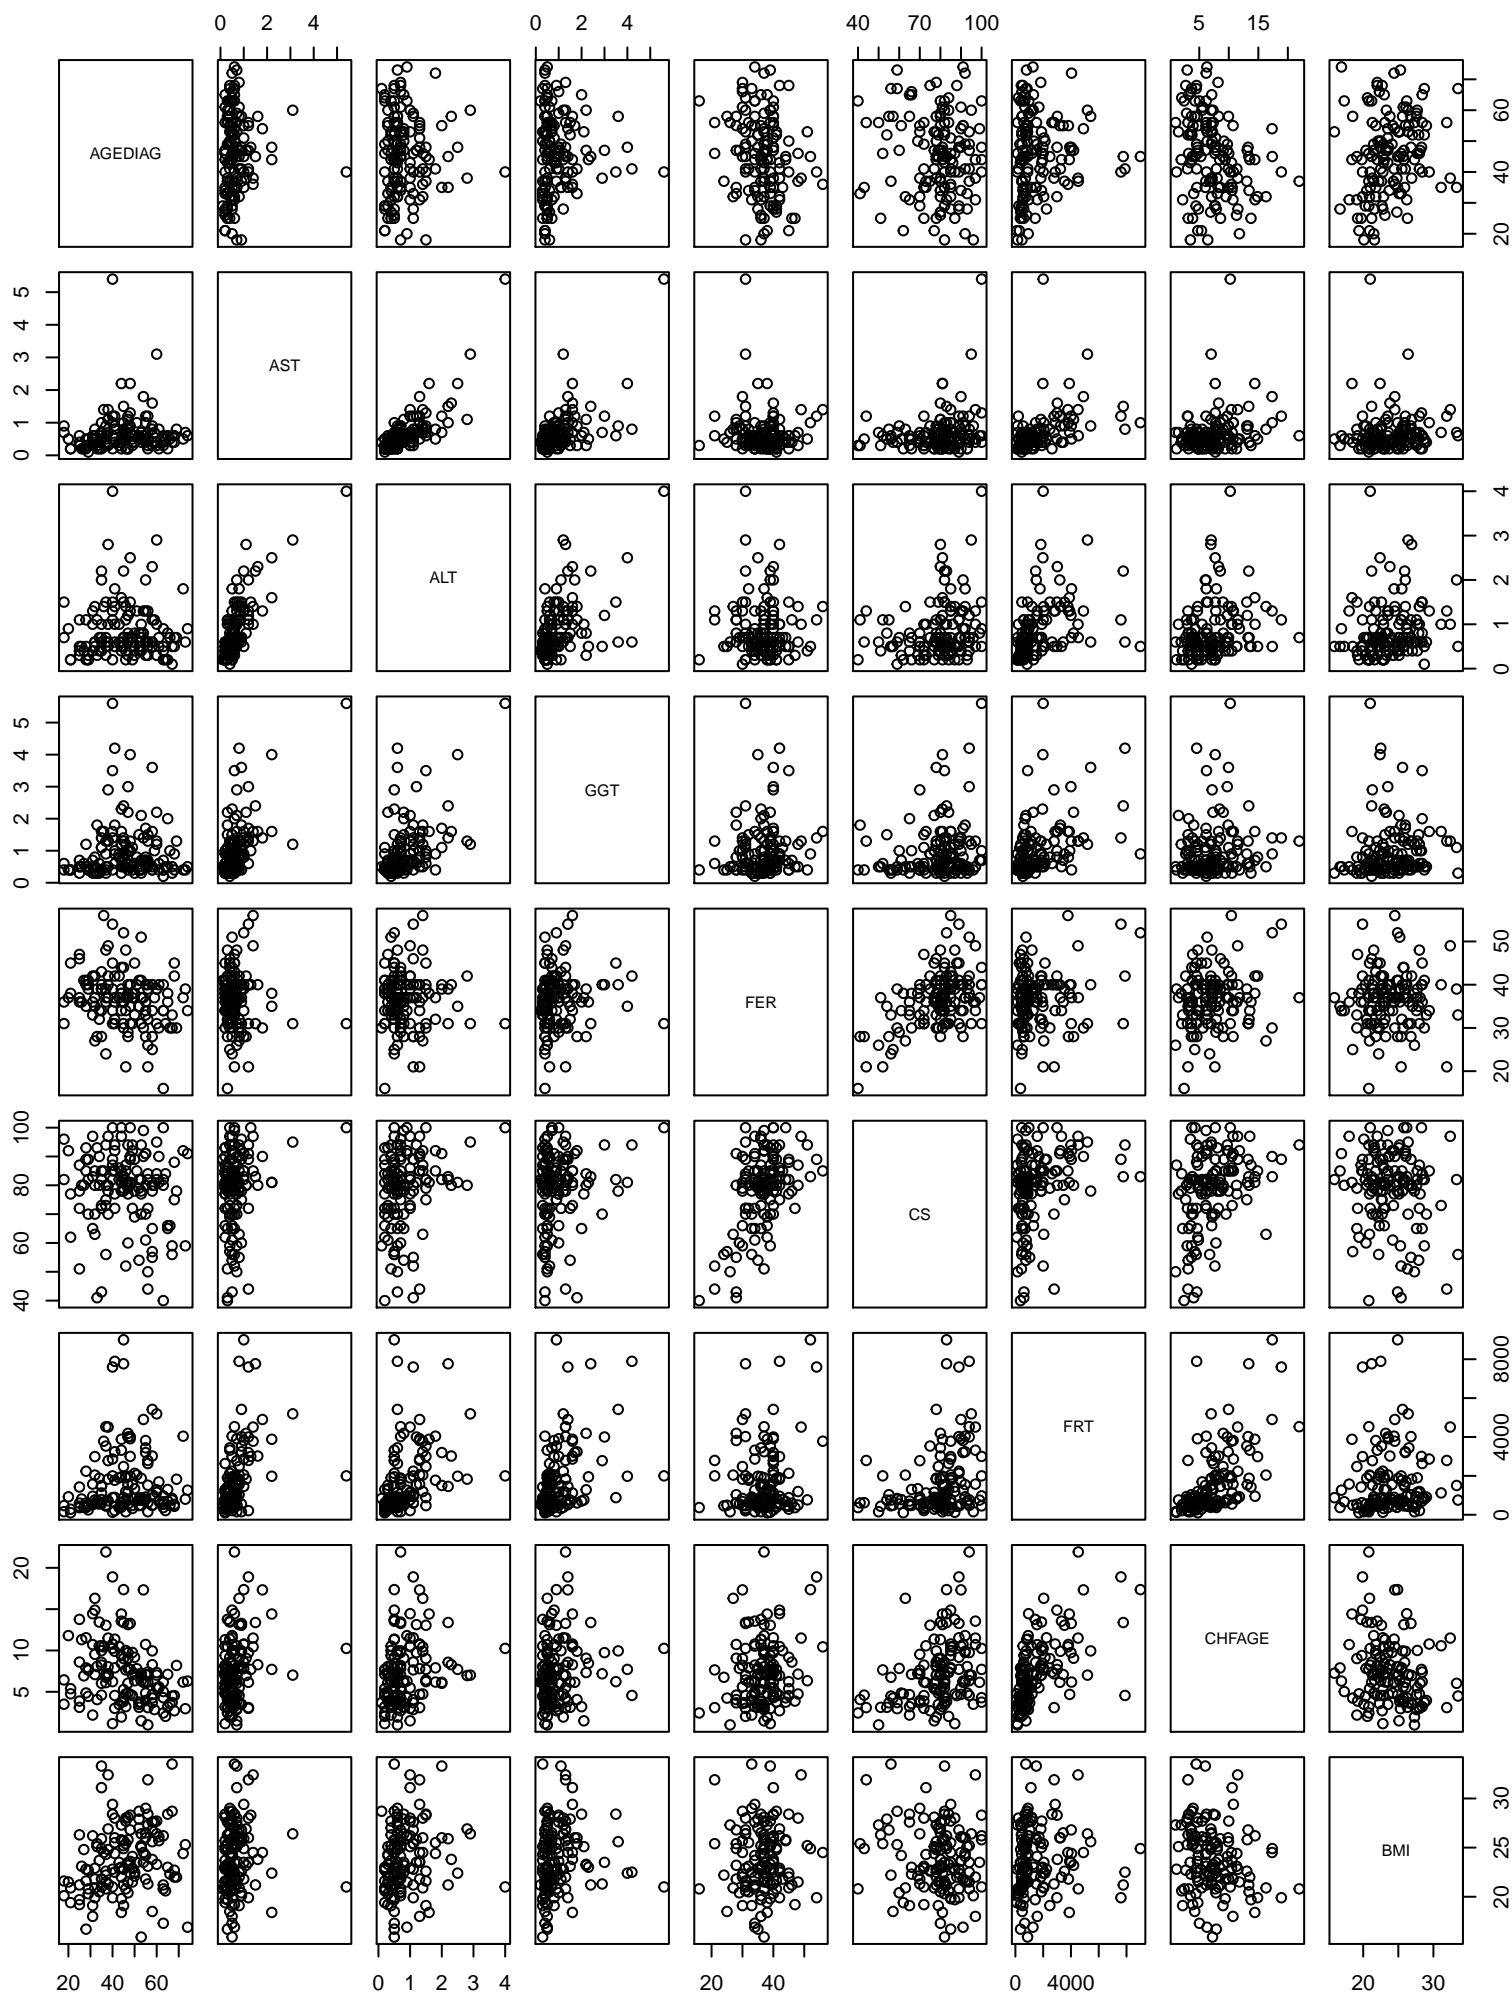 0 2 4 0 2 4 40 70 100 5 15
AGEDIAG 20 40 60
0 1 2 3 4 5 AST
ALT 0 1 2 3 4
0 1 2 3 4 5 GGT
FER 20 30 40 50
40 60 80 100 CS
FRT 0 4000 8000
5 10 20 CHFAGE
BMI 20 25 30
20 40 60 0 1 2 3 4 20 40 0 4000 20 30